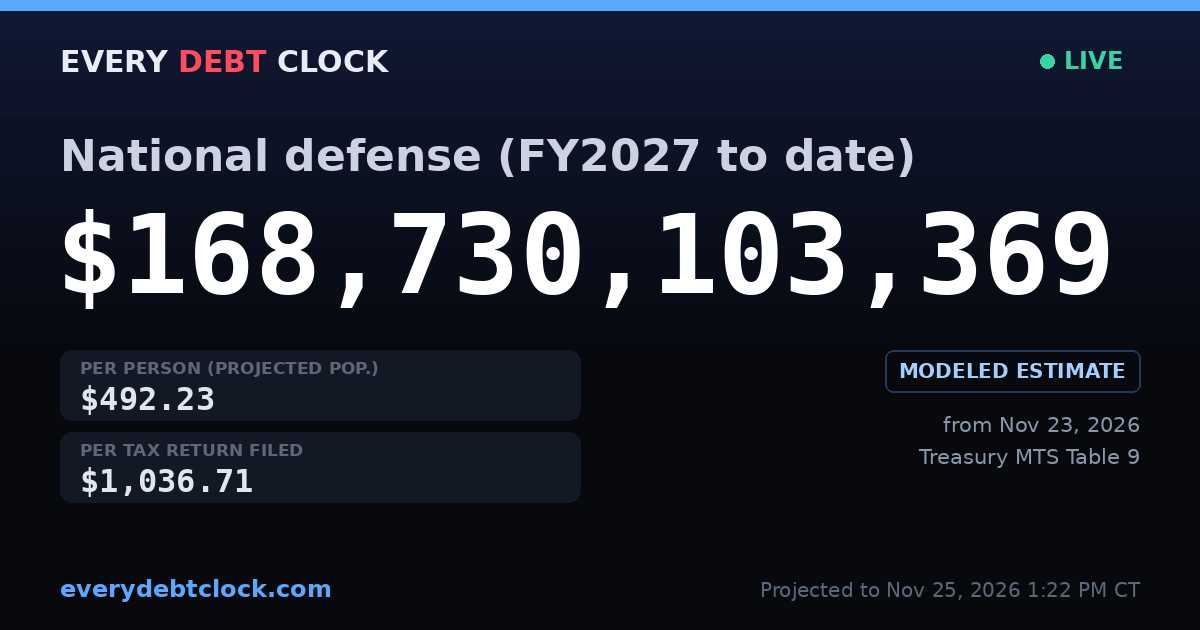 EVERY DEBT CLOCK
LIVE
National defense (FY2027 to date)
$168,730,103,369
PER PERSON (PROJECTED POP.)
$492.23
PER TAX RETURN FILED
$1,036.71
MODELED ESTIMATE
from Nov 23, 2026
Treasury MTS Table 9
everydebtclock.com
Projected to Nov 25, 2026 1:22 PM CT